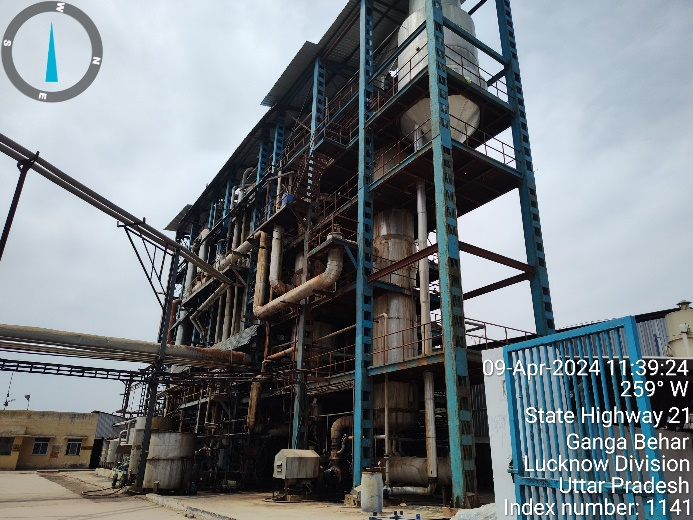 W
S
N
E
09-Apr-2024 11:39:24
259° W
State Highway 21
Ganga Behar
Lucknow Division
Uttar Pradesh
Index number: 1141